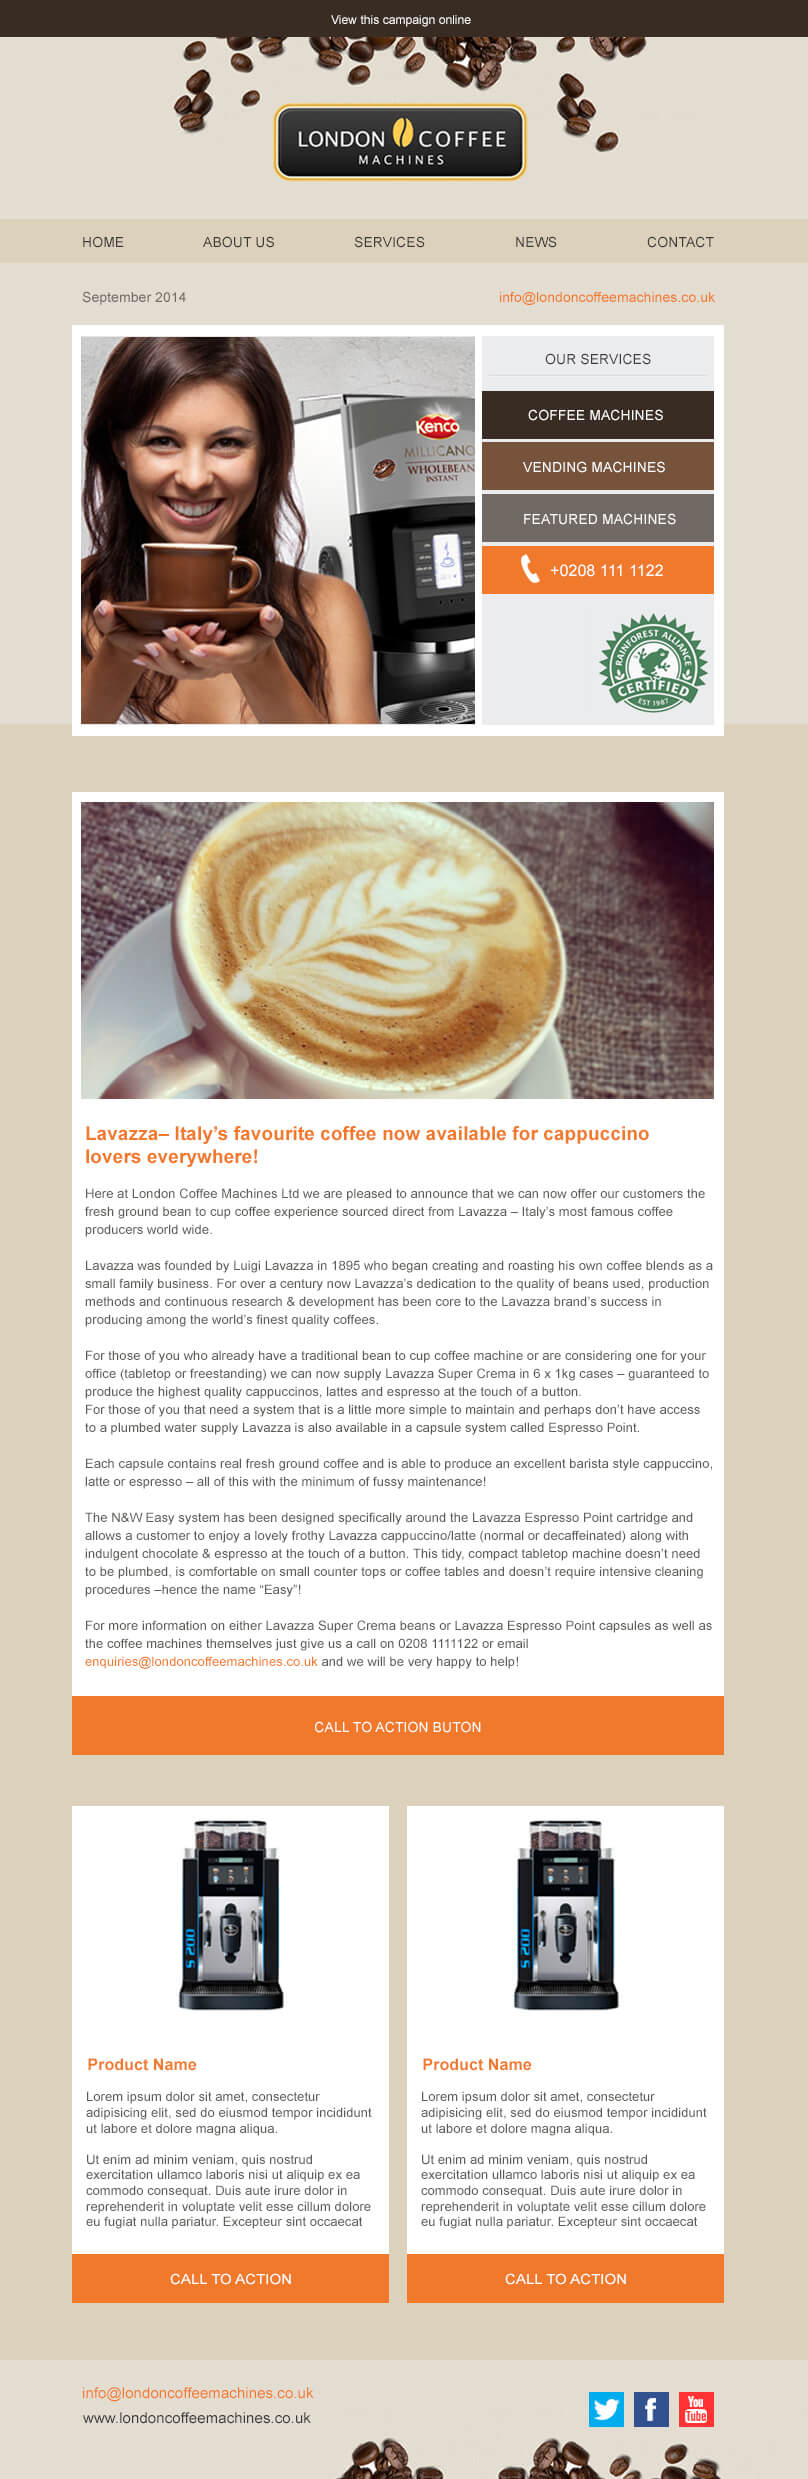 View this campaign online
LONDON COFFEE
MACHINES
HOME ABOUT US SERVICES NEWS CONTACT
September 2014 info@londoncoffeemachines.co.uk
Kenco
MILLICANO
WHOLEBEAN
INSTANT
OUR SERVICES
COFFEE MACHINES
VENDING MACHINES
FEATURED MACHINES
+0208 111 1122
RAINFOREST ALLIANCE
CERTIFIED
EST 1987
Lavazza– Italy’s favourite coffee now available for cappuccino
lovers everywhere!
Here at London Coffee Machines Ltd we are pleased to announce that we can now offer our customers the
fresh ground bean to cup coffee experience sourced direct from Lavazza – Italy’s most famous coffee
producers world wide.
Lavazza was founded by Luigi Lavazza in 1895 who began creating and roasting his own coffee blends as a
small family business. For over a century now Lavazza’s dedication to the quality of beans used, production
methods and continuous research & development has been core to the Lavazza brand’s success in
producing among the world’s finest quality coffees.
For those of you who already have a traditional bean to cup coffee machine or are considering one for your
office (tabletop or freestanding) we can now supply Lavazza Super Crema in 6 x 1kg cases – guaranteed to
produce the highest quality cappuccinos, lattes and espresso at the touch of a button.
For those of you that need a system that is a little more simple to maintain and perhaps don’t have access
to a plumbed water supply Lavazza is also available in a capsule system called Espresso Point.
Each capsule contains real fresh ground coffee and is able to produce an excellent barista style cappuccino,
latte or espresso – all of this with the minimum of fussy maintenance!
The N&W Easy system has been designed specifically around the Lavazza Espresso Point cartridge and
allows a customer to enjoy a lovely frothy Lavazza cappuccino/latte (normal or decaffeinated) along with
indulgent chocolate & espresso at the touch of a button. This tidy, compact tabletop machine doesn’t need
to be plumbed, is comfortable on small counter tops or coffee tables and doesn’t require intensive cleaning
procedures –hence the name “Easy”!
For more information on either Lavazza Super Crema beans or Lavazza Espresso Point capsules as well as
the coffee machines themselves just give us a call on 0208 1111122 or email
enquiries@londoncoffeemachines.co.uk and we will be very happy to help!
CALL TO ACTION BUTON
S 200
S 200
Product Name
Lorem ipsum dolor sit amet, consectetur
adipisicing elit, sed do eiusmod tempor incididunt
ut labore et dolore magna aliqua.
Ut enim ad minim veniam, quis nostrud
exercitation ullamco laboris nisi ut aliquip ex ea
commodo consequat. Duis aute irure dolor in
reprehenderit in voluptate velit esse cillum dolore
eu fugiat nulla pariatur. Excepteur sint occaecat
CALL TO ACTION
Product Name
Lorem ipsum dolor sit amet, consectetur
adipisicing elit, sed do eiusmod tempor incididunt
ut labore et dolore magna aliqua.
Ut enim ad minim veniam, quis nostrud
exercitation ullamco laboris nisi ut aliquip ex ea
commodo consequat. Duis aute irure dolor in
reprehenderit in voluptate velit esse cillum dolore
eu fugiat nulla pariatur. Excepteur sint occaecat
CALL TO ACTION
info@londoncoffeemachines.co.uk
www.londoncoffeemachines.co.uk
f
You
Tube